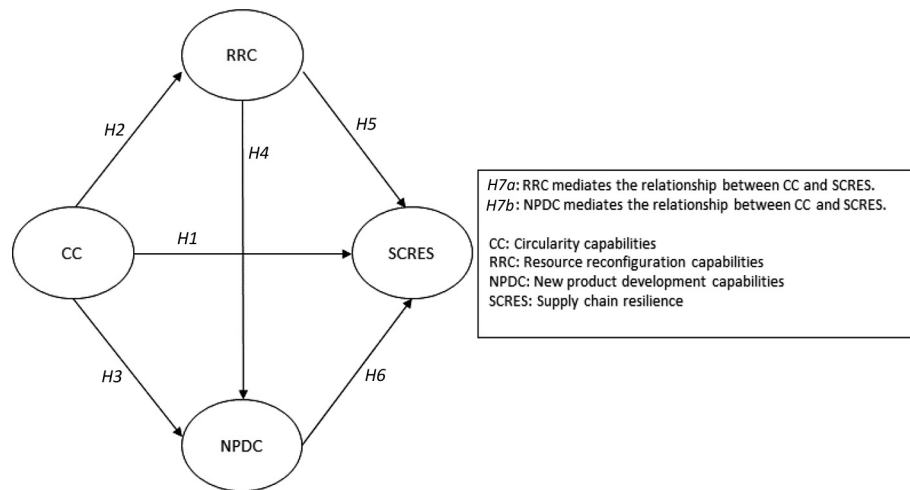 RRC
H2
H5
H4
H7a: RRC mediates the relationship between CC and SCRES.
H7b: NPDC mediates the relationship between CC and SCRES.
H1
CC
SCRES
CC: Circularity capabilities
RRC: Resource reconfiguration capabilities
NPDC: New product development capabilities
SCRES: Supply chain resilience
H3
H6
NPDC